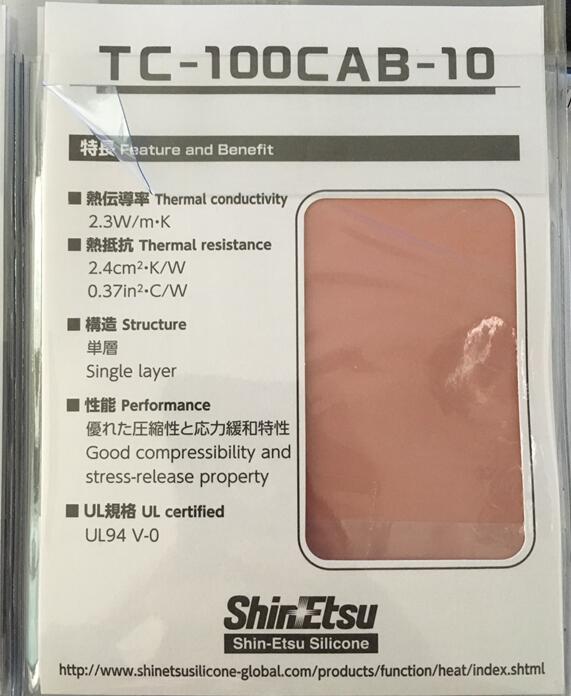 TC-100CAB-10
特長 Feature and Benefit
■ 熱伝導率 Thermal conductivity
2.3W/m・K
■ 熱抵抗 Thermal resistance
2.4cm²・K/W
0.37in²・C/W
■ 構造 Structure
単層
Single layer
■ 性能 Performance
優れた圧縮性と応力緩和特性
Good compressibility and
stress-release property
■ UL規格 UL certified
UL94 V-0
ShinEtsu
Shin-Etsu Silicone
http://www.shinetsusilicone-global.com/products/function/heat/index.shtml